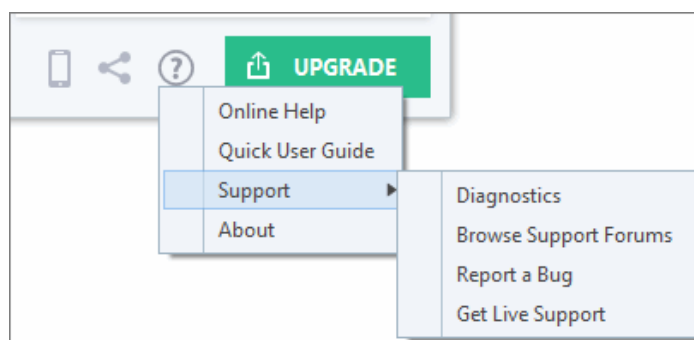 UPGRADE
Online Help
Quick User Guide
Support
About
Diagnostics
Browse Support Forums
Report a Bug
Get Live Support